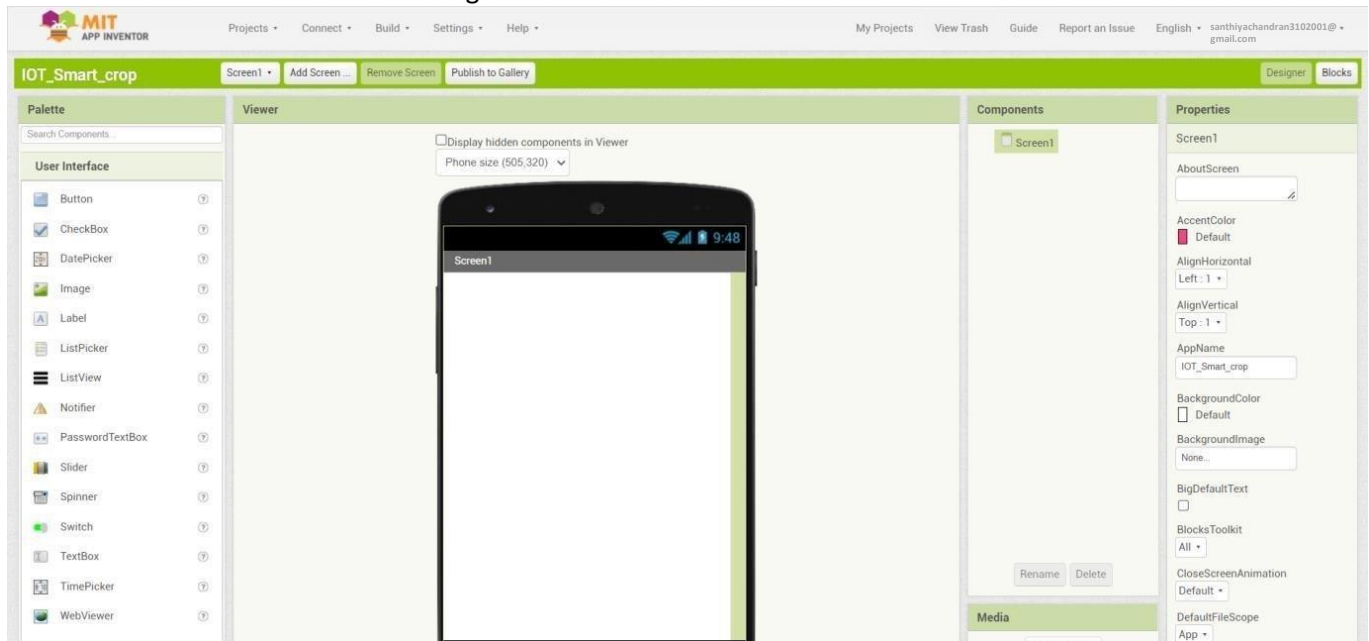 MIT
APP INVENTOR
Projects
Connect
Build
Settings
Help
My Projects
View Trash
Guide
Report an Issue
English
santhiyachandran3102001@
gmail.com
IOT_Smart_crop
Screen1
Add Screen ...
Remove Screen
Publish to Gallery
Designer
Blocks
Palette
Search Components...
User Interface
Button
CheckBox
DatePicker
Image
Label
ListPicker
ListView
Notifier
PasswordTextBox
Slider
Spinner
Switch
TextBox
TimePicker
WebViewer
Viewer
Display hidden components in Viewer
Phone size (505,320)
9:48
Screen1
Components
Screen1
Rename
Delete
Media
Properties
Screen1
AboutScreen
AccentColor
Default
AlignHorizontal
Left : 1
AlignVertical
Top : 1
AppName
IOT_Smart_crop
BackgroundColor
Default
BackgroundImage
None...
BigDefaultText
BlocksToolkit
All
CloseScreenAnimation
Default
DefaultFileScope
App